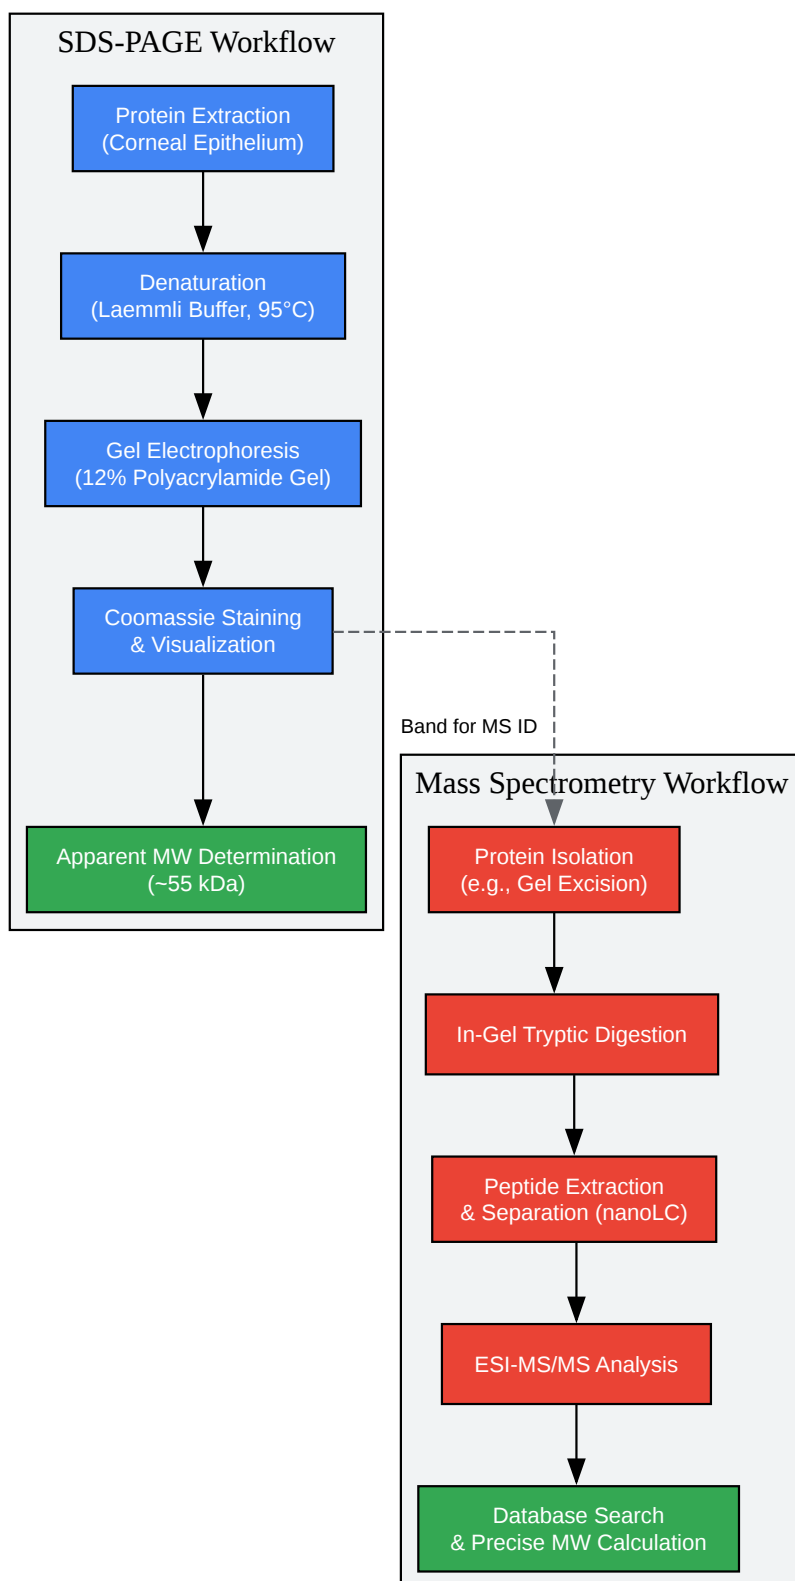 SDS-PAGE Workflow
Protein Extraction
(Corneal Epithelium)
Denaturation
(Laemmli Buffer, 95°C)
Gel Electrophoresis
(12% Polyacrylamide Gel)
Coomassie Staining
& Visualization
Apparent MW Determination
(~55 kDa)
Band for MS ID
Mass Spectrometry Workflow
Protein Isolation
(e.g., Gel Excision)
In-Gel Tryptic Digestion
Peptide Extraction
& Separation (nanoLC)
ESI-MS/MS Analysis
Database Search
& Precise MW Calculation